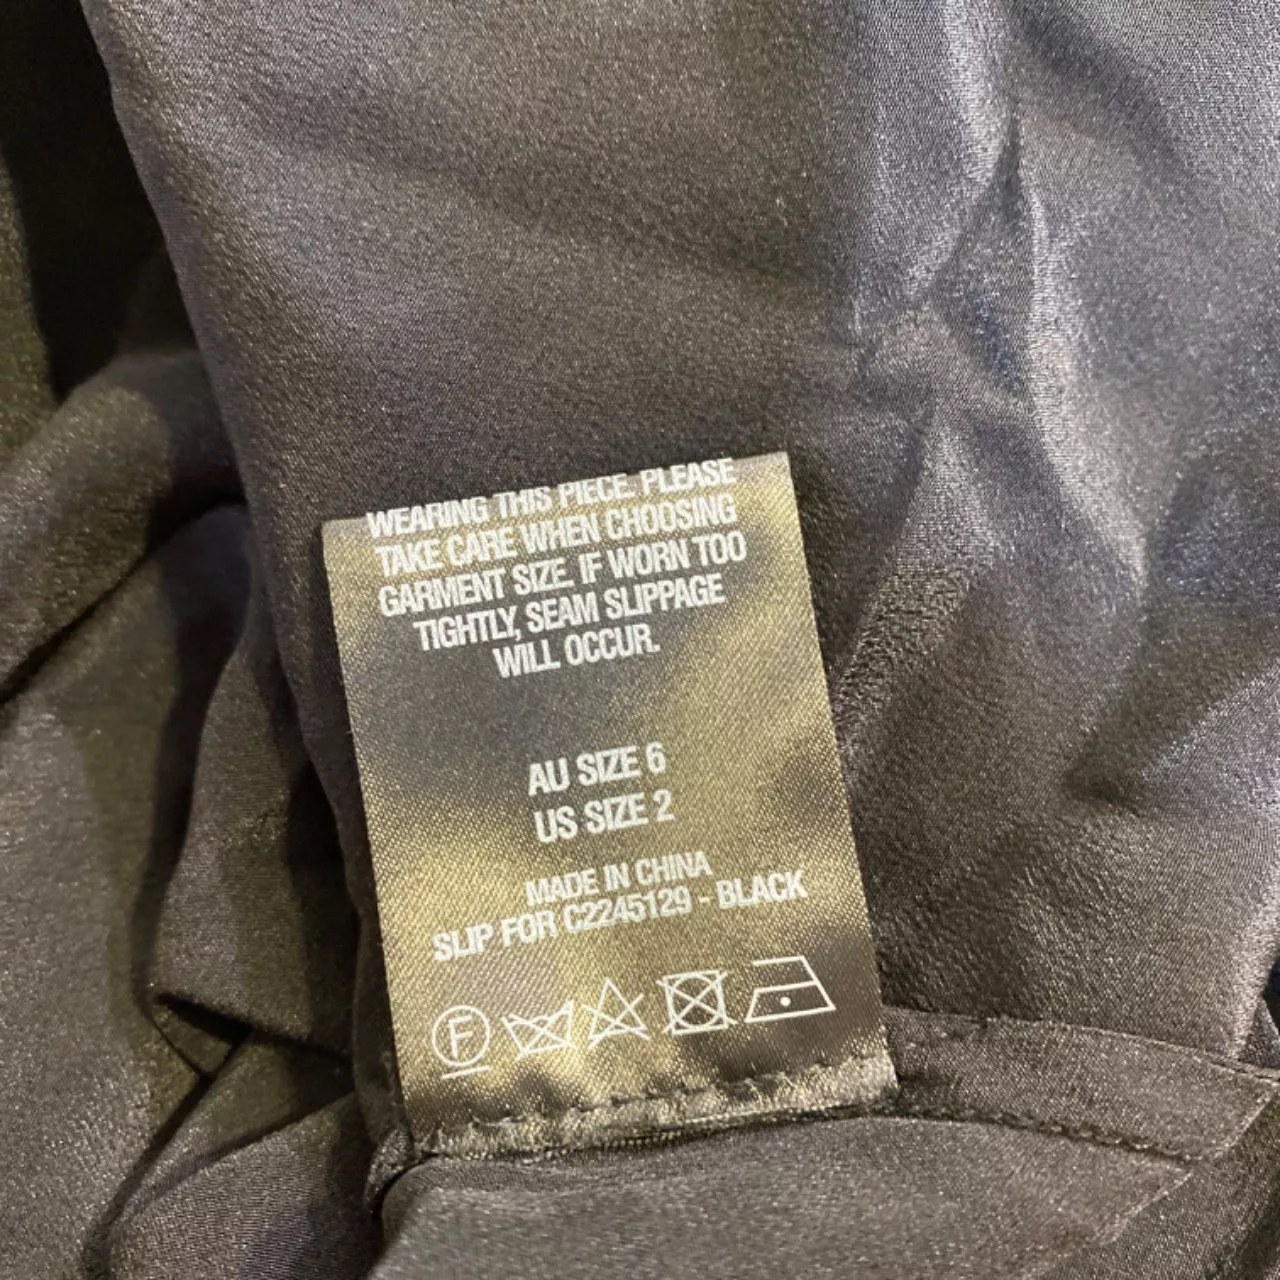 WEARING THIS PIECE. PLEASE
TAKE CARE WHEN CHOOSING
GARMENT SIZE. IF WORN TOO
TIGHTLY, SEAM SLIPPAGE
WILL OCCUR.
AU SIZE 6
US SIZE 2
MADE IN CHINA
SLIP FOR C2245129 - BLACK
F